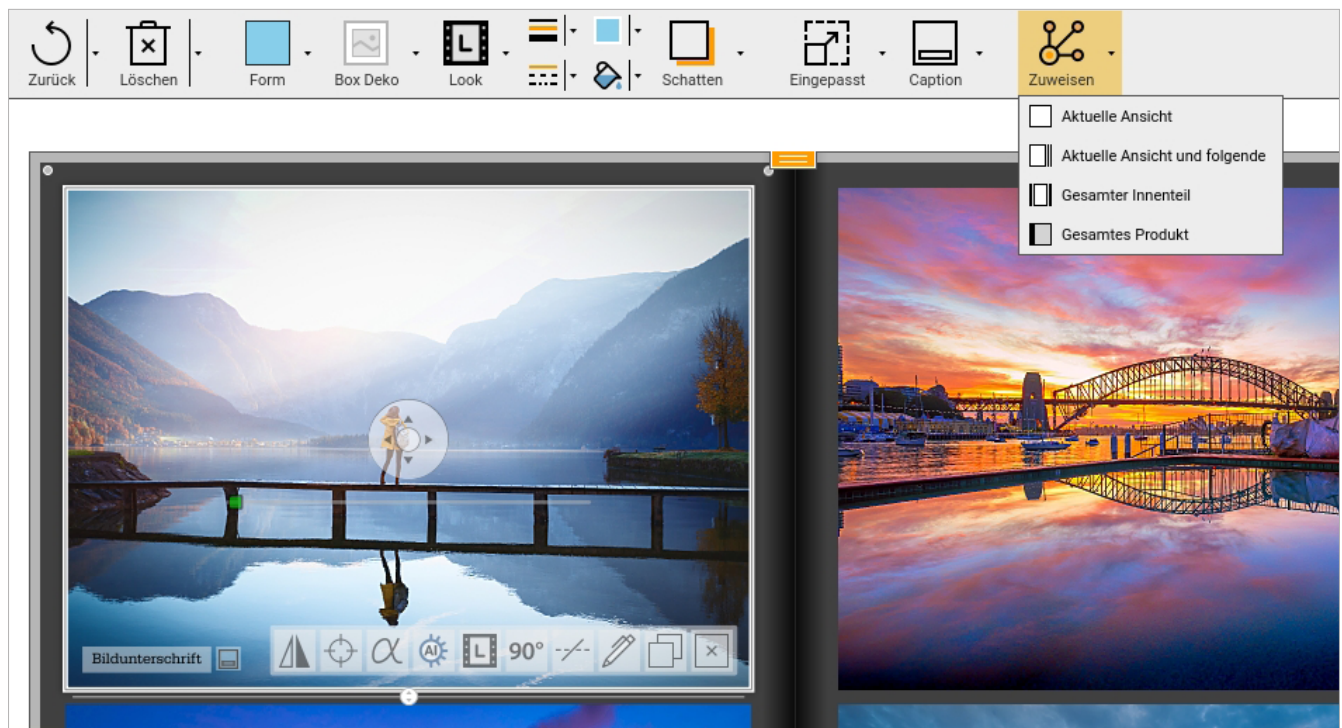 Zurück
Löschen
Form
Box Deko
L
Look
Schatten
Eingepasst
Caption
Zuweisen
Aktuelle Ansicht
Aktuelle Ansicht und folgende
Gesamter Innenteil
Gesamtes Produkt
Bildunterschrift
α
AI
L
90°